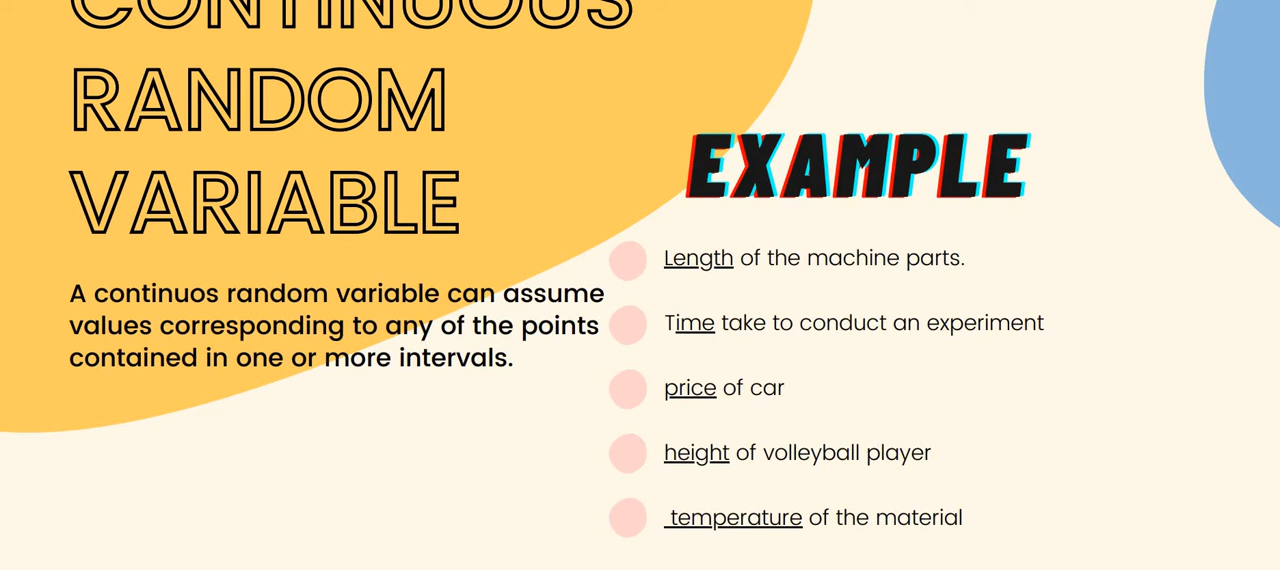 CONTINUOUS
RANDOM
VARIABLE
A continuos random variable can assume
values corresponding to any of the points
contained in one or more intervals.
EXAMPLE
Length of the machine parts.
Time take to conduct an experiment
price of car
height of volleyball player
temperature of the material